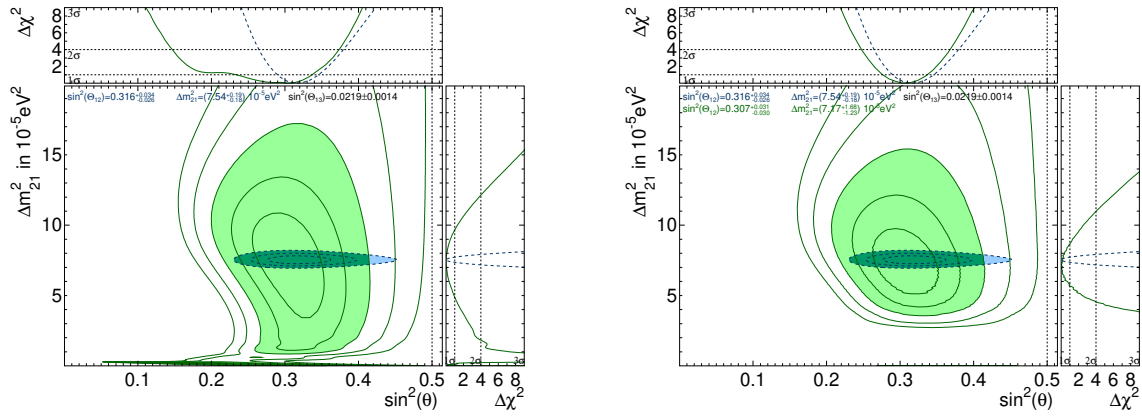 Δχ²
8
6
4
2
3σ
2σ
1σ
sin²(Θ₁₂)=0.316+0.034-0.026 Δm²₂₁=(7.54+0.19-0.18) 10⁻⁵eV² sin²(Θ₁₃)=0.0219±0.0014
Δm²₂₁ in 10⁻⁵eV²
15
10
5
1σ 2σ 3σ
0.1 0.2 0.3 0.4 0.5
2 4 6 8
sin²(θ)
Δχ²
Δχ²
8
6
4
2
3σ
2σ
1σ
sin²(Θ₁₂)=0.316+0.034-0.026 Δm²₂₁=(7.54+0.19-0.18) 10⁻⁵eV² sin²(Θ₁₃)=0.0219±0.0014
sin²(Θ₁₂)=0.307+0.031-0.030 Δm²₂₁=(7.17+1.68-1.23) 10⁻⁵eV²
Δm²₂₁ in 10⁻⁵eV²
15
10
5
1σ 2σ 3σ
0.1 0.2 0.3 0.4 0.5
2 4 6 8
sin²(θ)
Δχ²